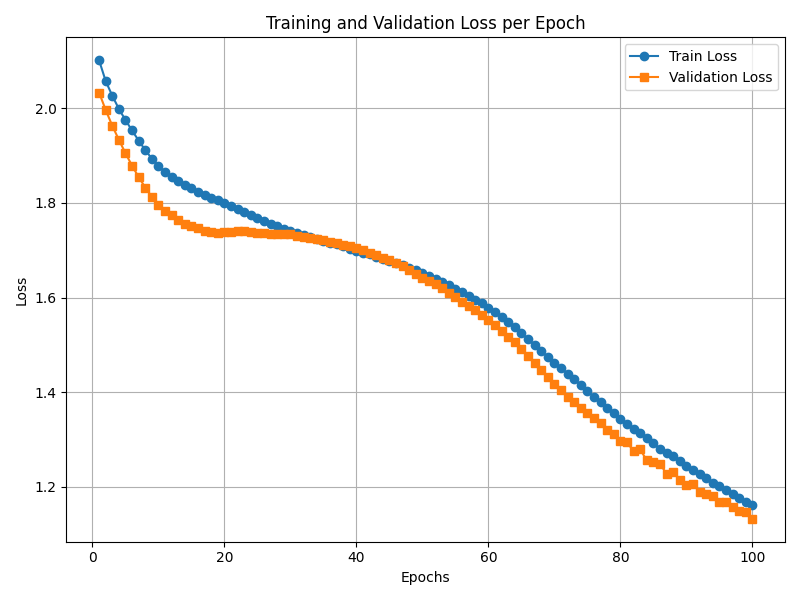 Training and Validation Loss per Epoch
Train Loss
Validation Loss
2.0
1.8
1.6
1.4
1.2
Loss
0 20 40 60 80 100
Epochs